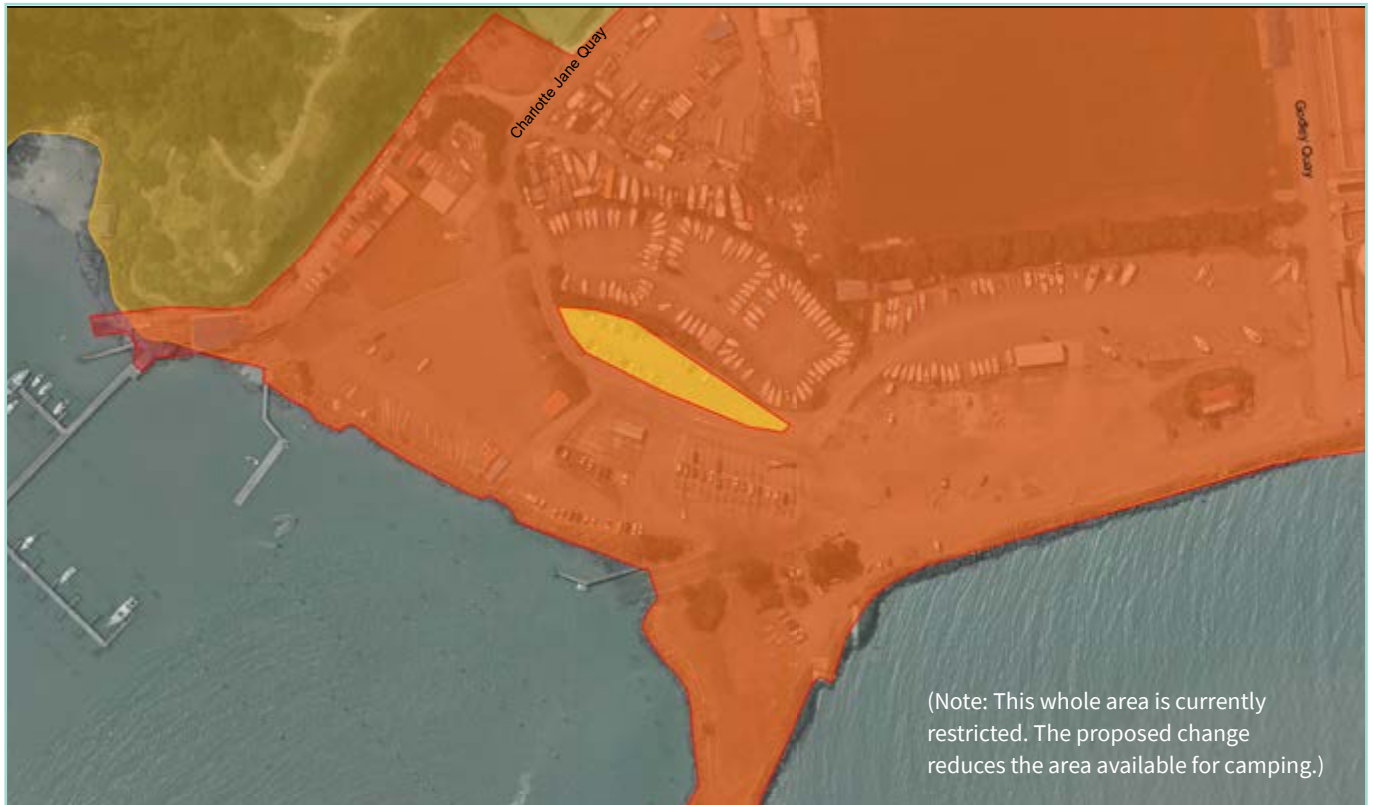 Charlotte Jane Quay
Godley Quay
(Note: This whole area is currently
restricted. The proposed change
reduces the area available for camping.)